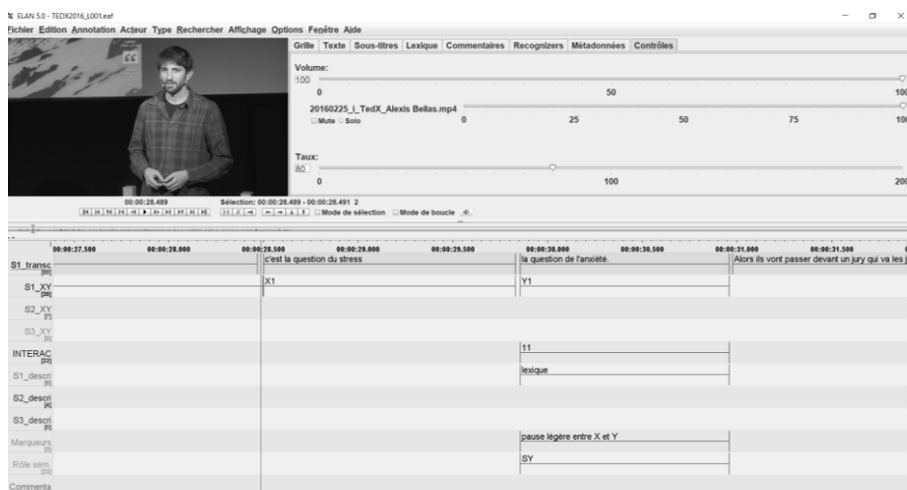 ELAN 5.0 - TEDX2016_L001.eaf
Fichier Edition Annotation Acteur Type Rechercher Affichage Options Fenêtre Aide
Grille Texte Sous-titres Lexique Commentaires Recognizers Métadonnées Contrôles
Volume:
100
0 50 100
20160225_i_TedX_Alexis Bellas.mp4
Mute Solo 0 25 50 75 100
Taux:
80
0 100 200
00:00:28.489 Sélection: 00:00:28.489 - 00:00:28.491 2
Mode de sélection Mode de boucle
00:00:27.500 00:00:28.000 00:00:28.500 00:00:29.000 00:00:29.500 00:00:30.000 00:00:30.500 00:00:31.000 00:00:31.500
S1_transc c'est la question du stress la question de l'anxiété. Alors ils vont passer devant un jury qui va les j
S1_XY X1 Y1
S2_XY
S3_XY
INTERAC 11
S1_descri lexique
S2_descri
S3_descri
Marqueurs pause légère entre X et Y
Rôle sém. SY
Commenta